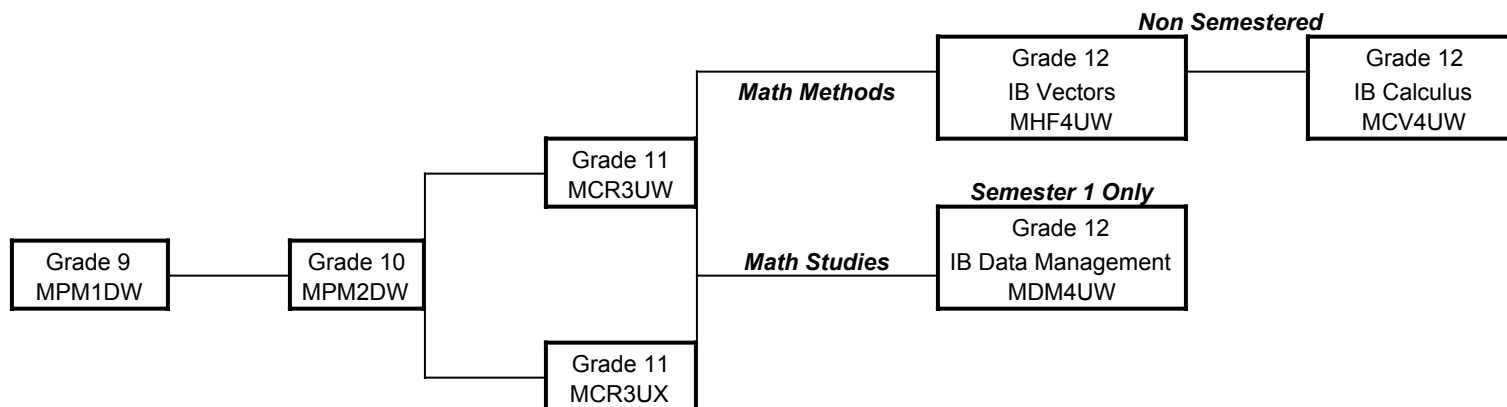 Non Semestered
Grade 12
IB Vectors
MHF4UW
Grade 12
IB Calculus
MCV4UW
Math Methods
Grade 11
MCR3UW
Semester 1 Only
Grade 12
IB Data Management
MDM4UW
Math Studies
Grade 9
MPM1DW
Grade 10
MPM2DW
Grade 11
MCR3UX